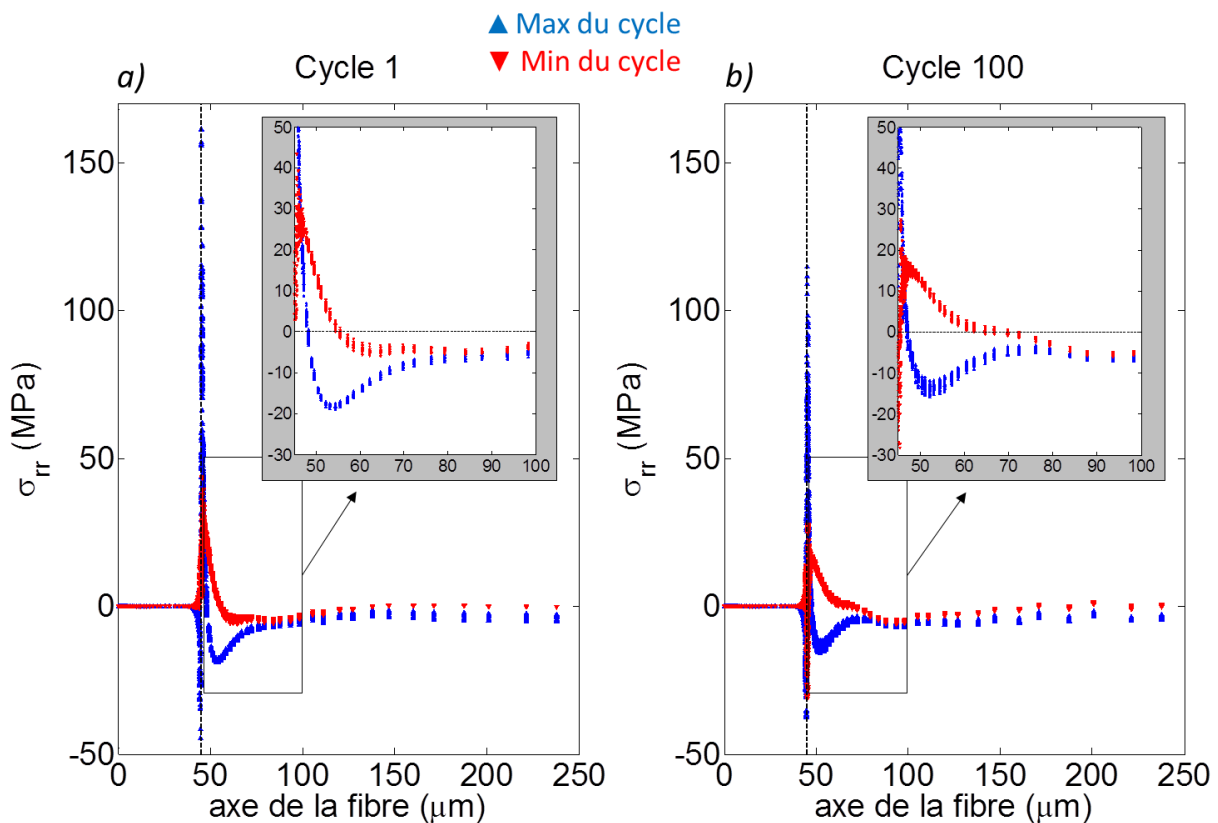 ▲ Max du cycle
▼ Min du cycle
a) Cycle 1
150
100
50
0
-50
σrr (MPa)
0 50 100 150 200 250
axe de la fibre (μm)
50
40
30
20
10
0
-10
-20
-30
50 60 70 80 90 100
b) Cycle 100
150
100
50
0
-50
σrr (MPa)
0 50 100 150 200 250
axe de la fibre (μm)
50
40
30
20
10
0
-10
-20
-30
50 60 70 80 90 100